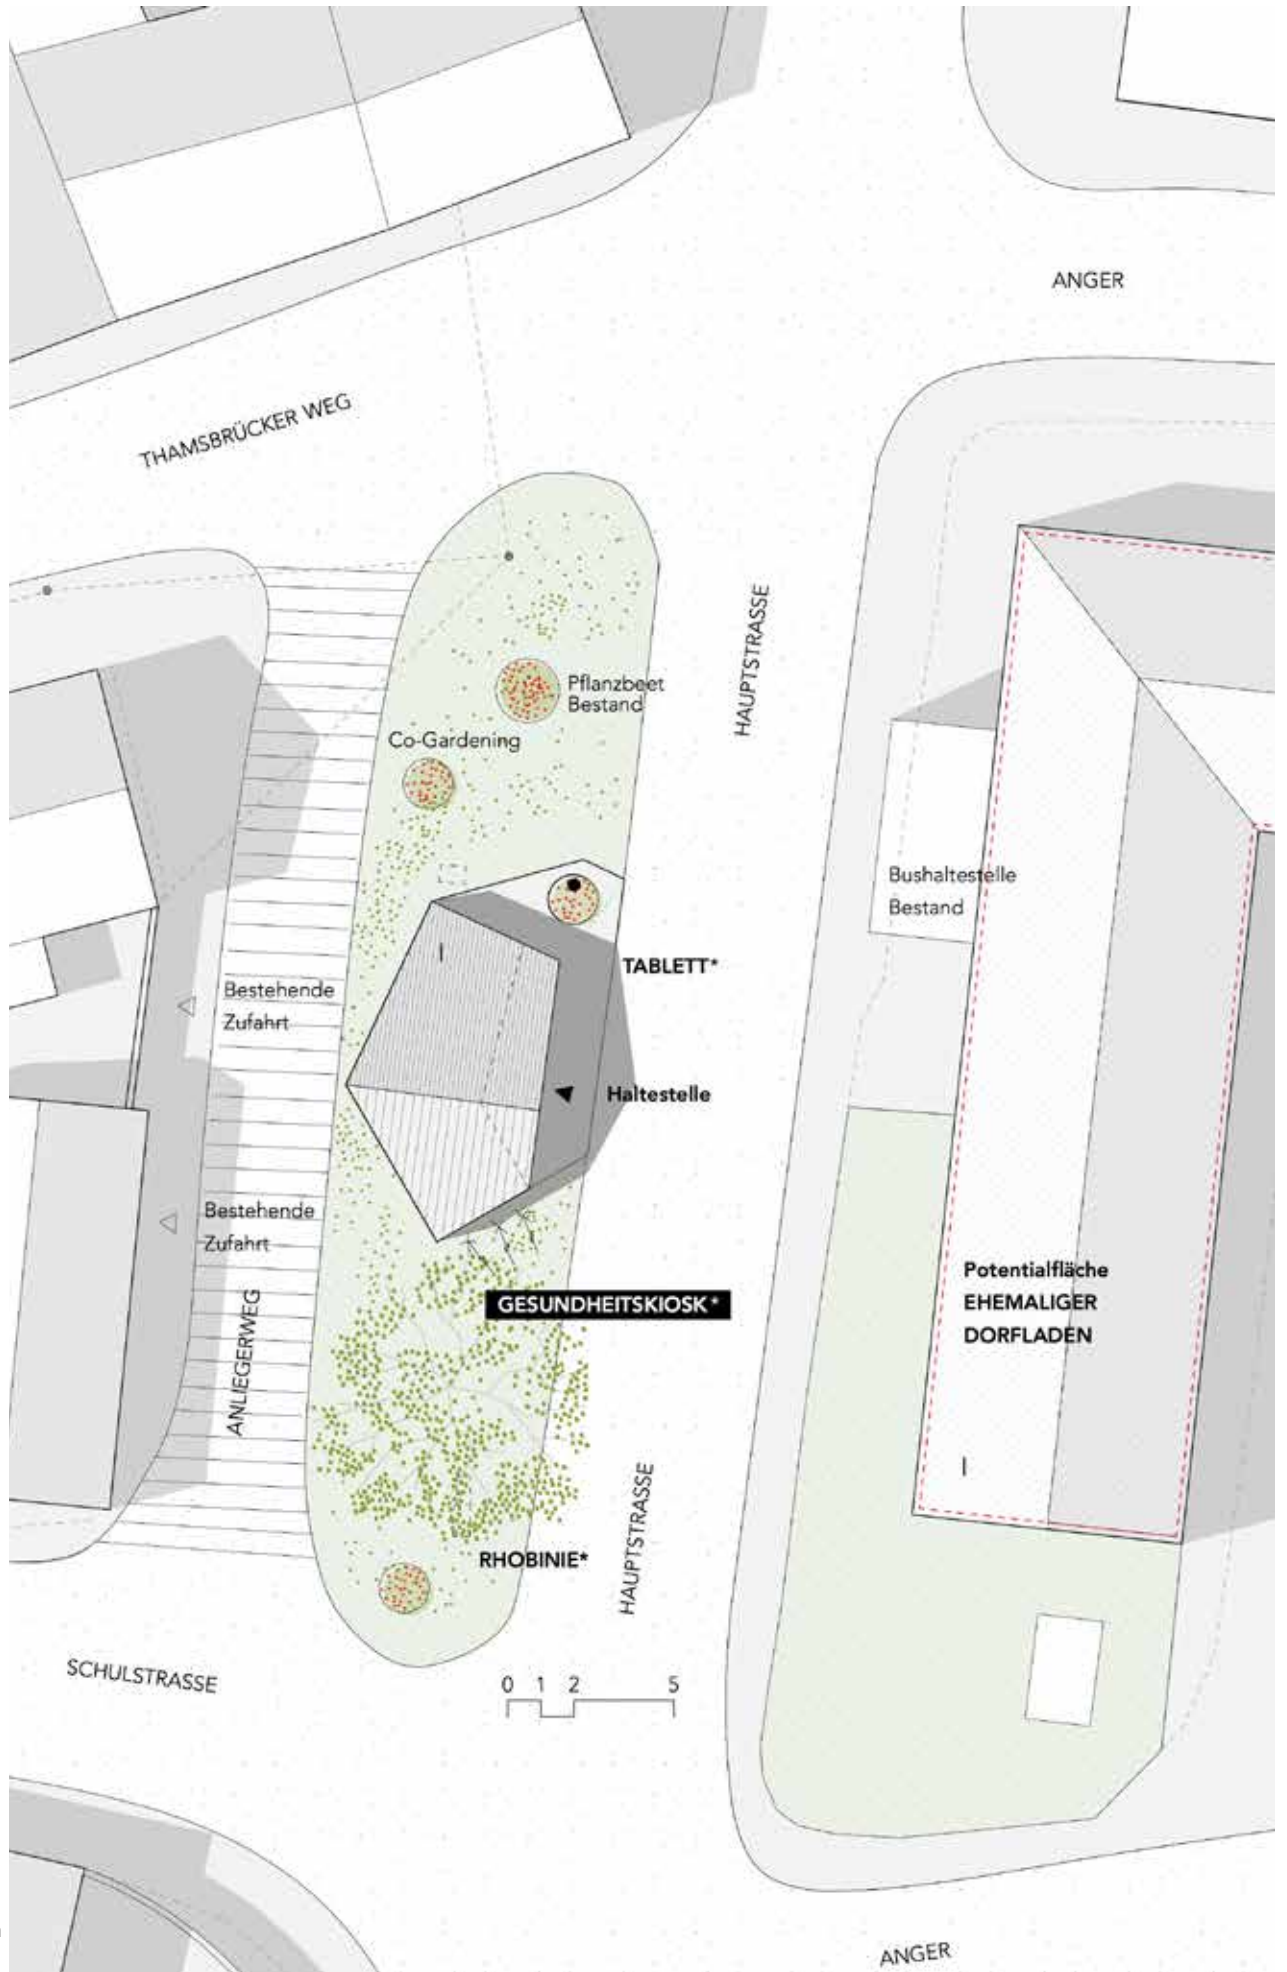 ANGER
THAMSBRÜCKER WEG
HAUPTSTRASSE
Pflanzbeet
Bestand
Co-Gardening
Bushaltestelle
Bestand
I
TABLETT*
Bestehende
Zufahrt
Haltestelle
Bestehende
Zufahrt
Potentialfläche
EHEMALIGER
DORFLADEN
GESUNDHEITSKIOSK*
ANLIEGERWEG
I
HAUPTSTRASSE
RHOBINIE*
SCHULSTRASSE
0 1 2 5
ANGER